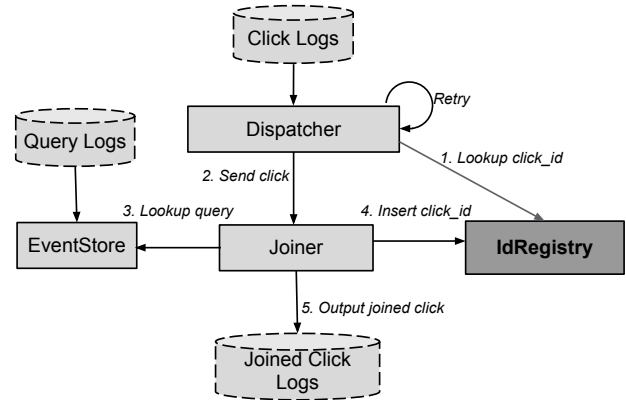 Click Logs
Retry
Dispatcher
Query Logs
1. Lookup click_id
2. Send click
3. Lookup query
4. Insert click_id
EventStore
Joiner
IdRegistry
5. Output joined click
Joined Click
Logs